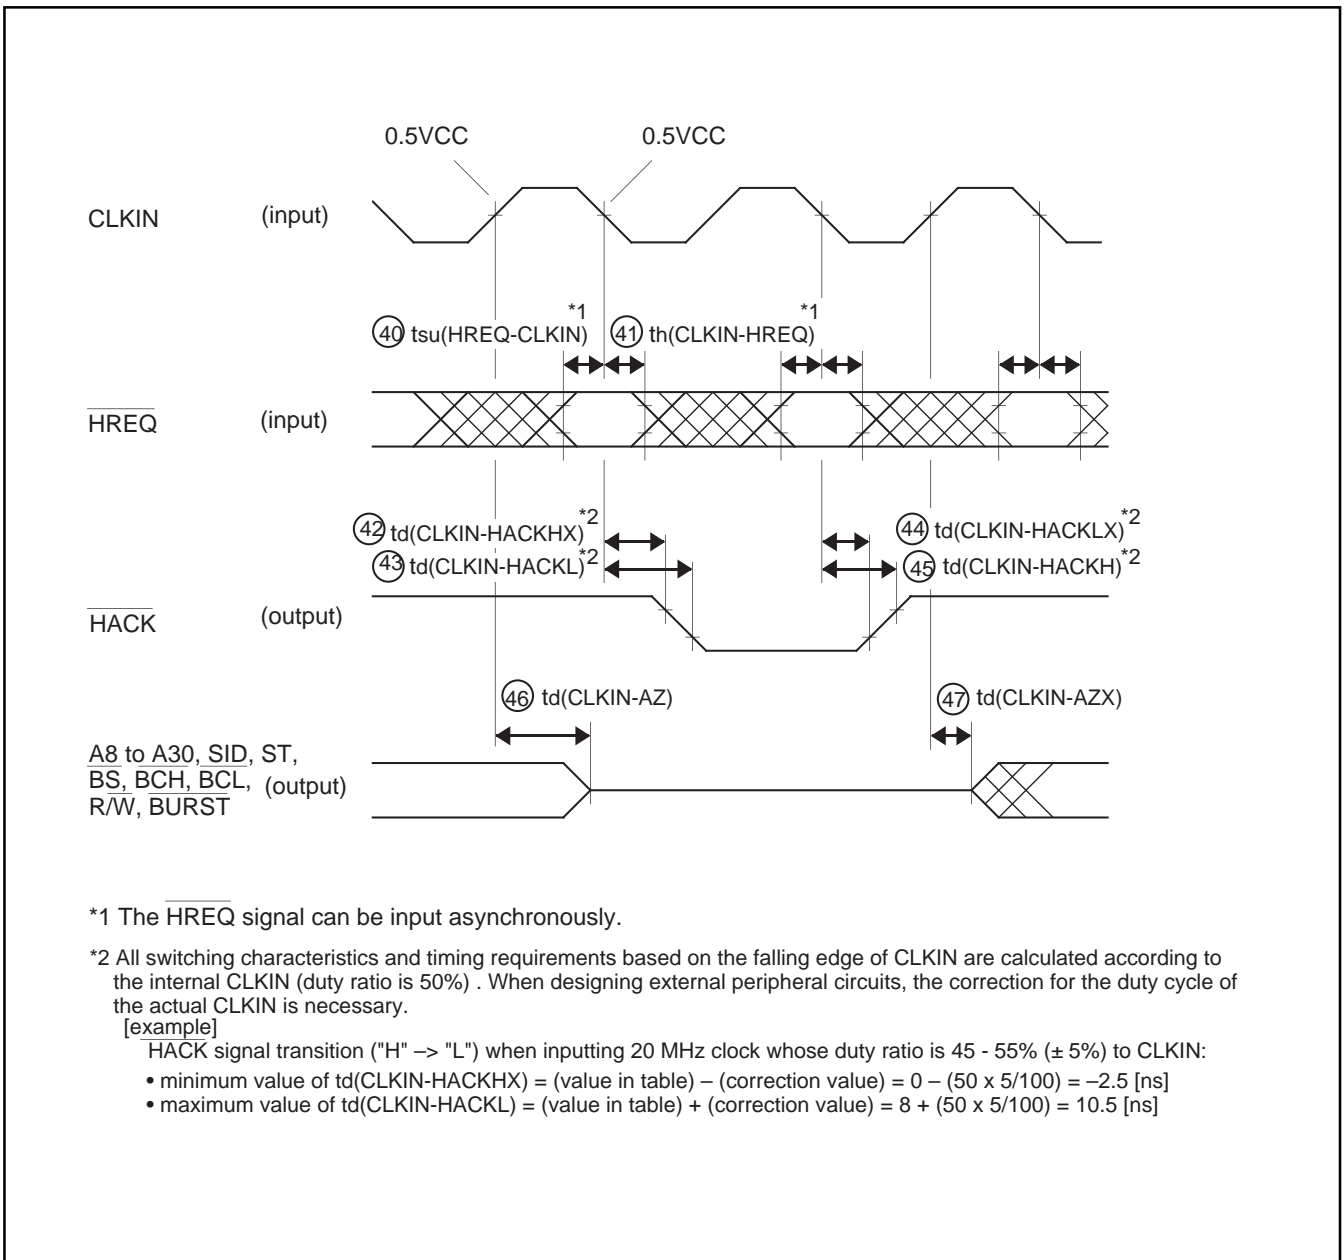 0.5VCC 0.5VCC
CLKIN (input)
*1 *1
40 tsu(HREQ-CLKIN) 41 th(CLKIN-HREQ)
HREQ (input)
42 td(CLKIN-HACKHX)*2 44 td(CLKIN-HACKLX)*2
43 td(CLKIN-HACKL)*2 45 td(CLKIN-HACKH)*2
HACK (output)
46 td(CLKIN-AZ) 47 td(CLKIN-AZX)
A8 to A30, SID, ST,
BS, BCH, BCL, (output)
R/W, BURST
*1 The HREQ signal can be input asynchronously.
*2 All switching characteristics and timing requirements based on the falling edge of CLKIN are calculated according to
the internal CLKIN (duty ratio is 50%) . When designing external peripheral circuits, the correction for the duty cycle of
the actual CLKIN is necessary.
[example]
HACK signal transition ("H" –> "L") when inputting 20 MHz clock whose duty ratio is 45 - 55% (± 5%) to CLKIN:
• minimum value of td(CLKIN-HACKHX) = (value in table) – (correction value) = 0 – (50 x 5/100) = –2.5 [ns]
• maximum value of td(CLKIN-HACKL) = (value in table) + (correction value) = 8 + (50 x 5/100) = 10.5 [ns]